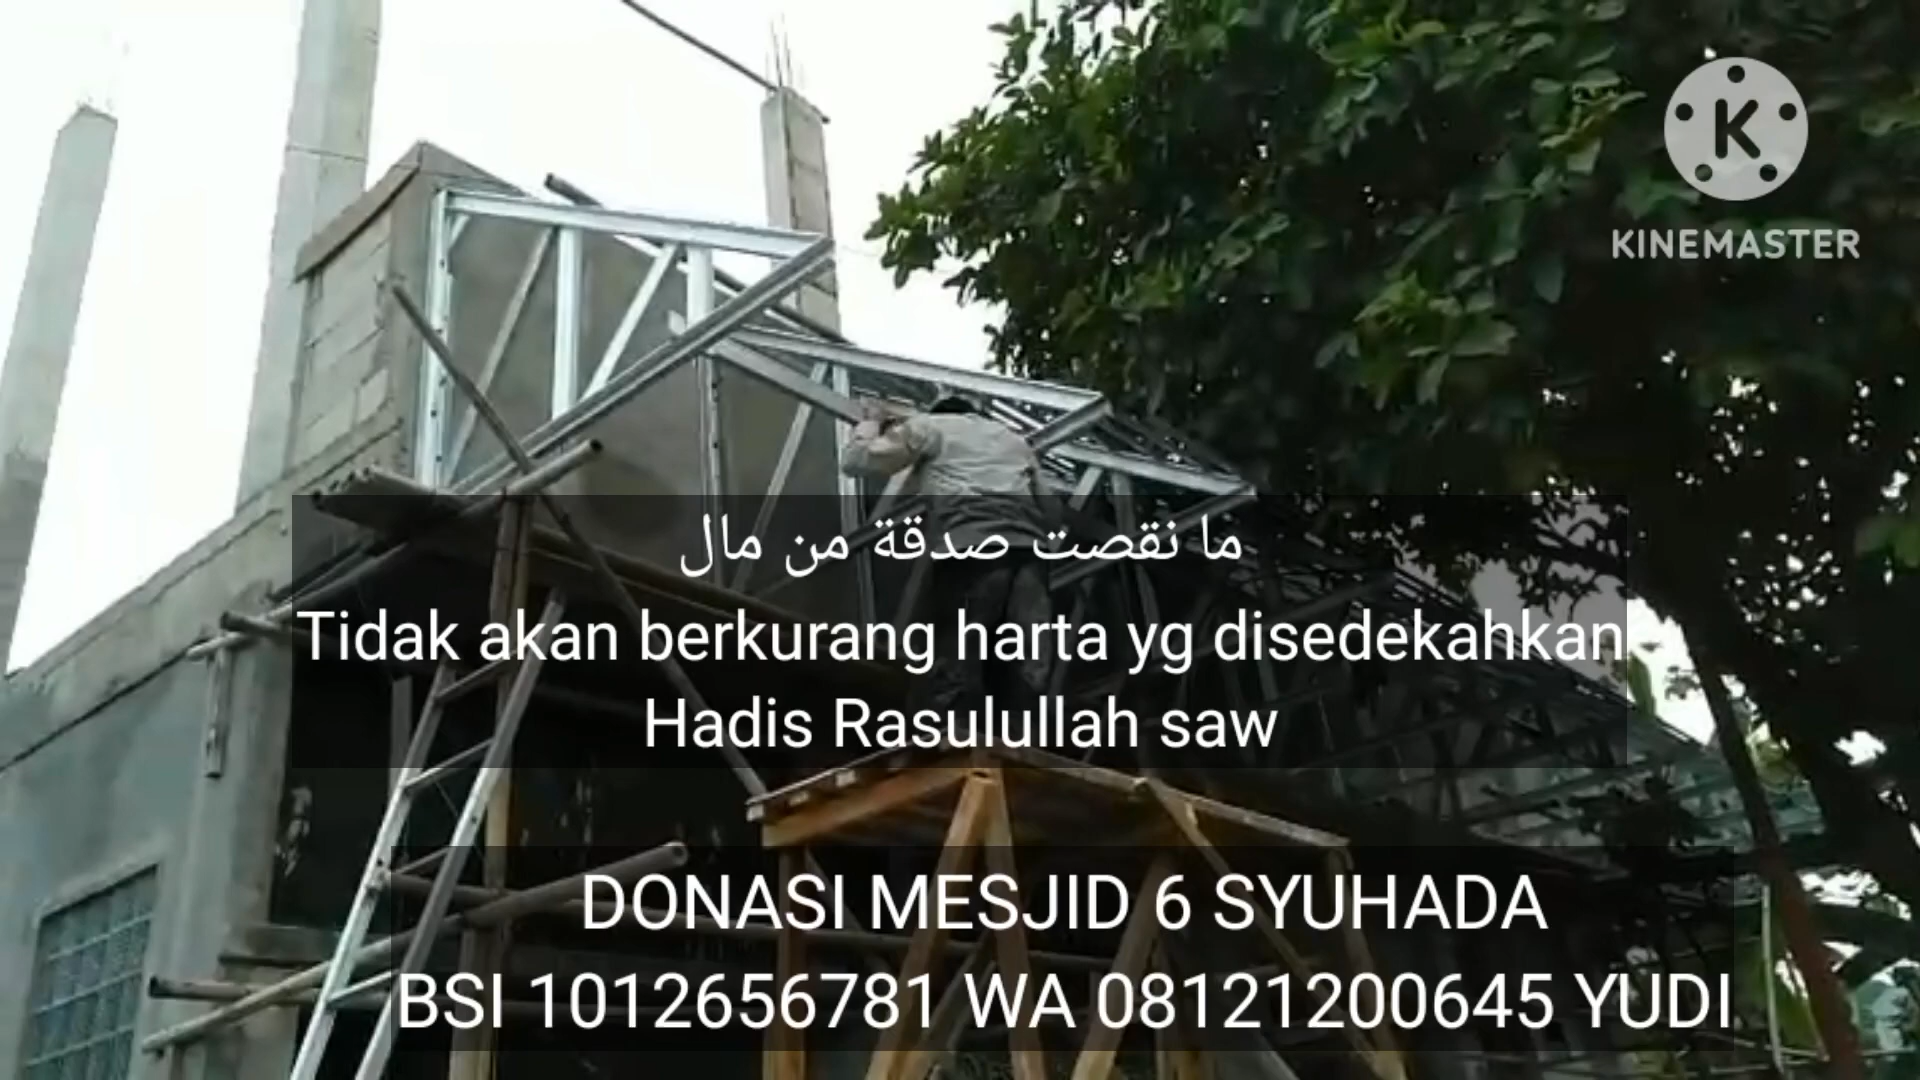 K
KINEMASTER
ما نقصت صدقة من مال
Tidak akan berkurang harta yg disedekahkan
Hadis Rasulullah saw
DONASI MESJID 6 SYUHADA
BSI 1012656781 WA 08121200645 YUDI